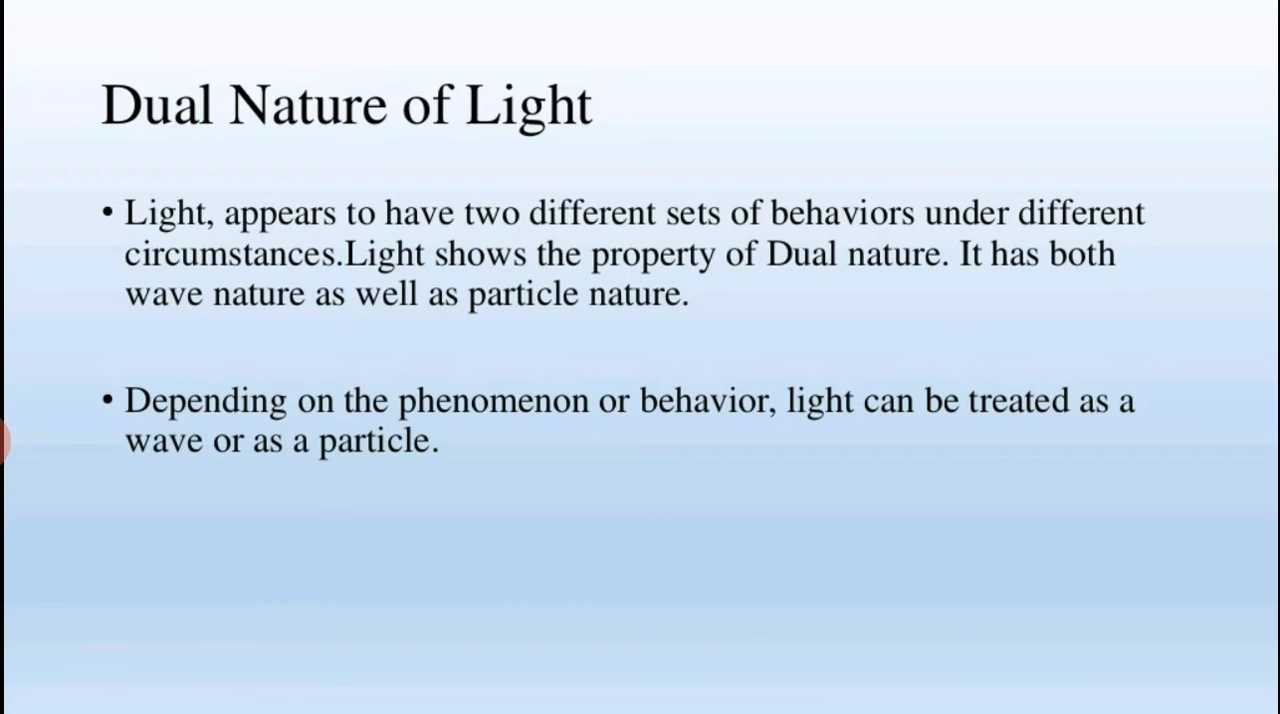 Dual Nature of Light
• Light, appears to have two different sets of behaviors under different
circumstances.Light shows the property of Dual nature. It has both
wave nature as well as particle nature.
• Depending on the phenomenon or behavior, light can be treated as a
wave or as a particle.